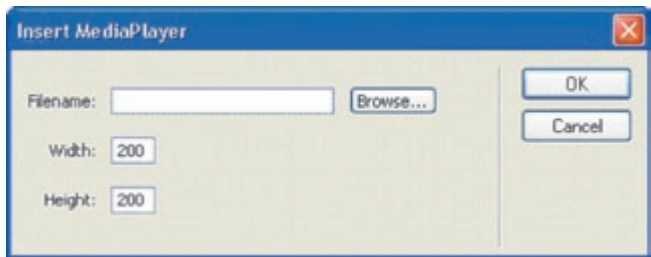 Insert MediaPlayer
Filename:
Browse...
OK
Cancel
Width: 200
Height: 200